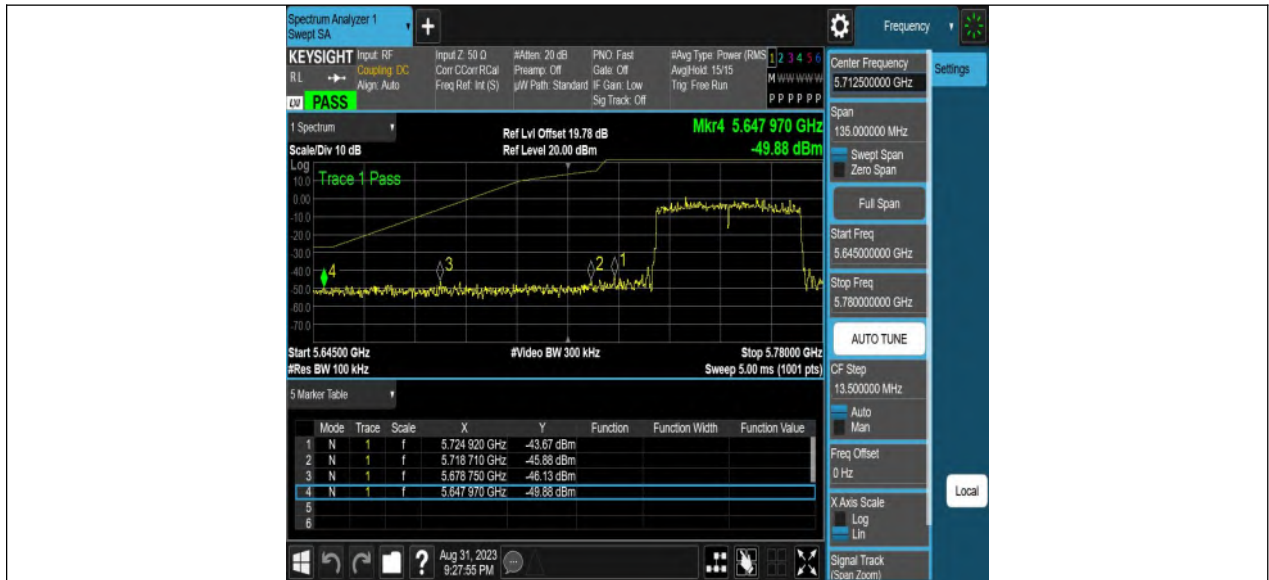 Spectrum Analyzer 1
Swept SA
+
Frequency
KEYSIGHT Input: RF Input Z: 50 Ω #Atten: 20 dB PNO: Fast #Avg Type: Power (RMS 1 2 3 4 5 6
RL Coupling: DC Corr CCorr RCal Preamp: Off Gate: Off Avg|Hold: 15/15 M W W W W W
Align: Auto Freq Ref: Int (S) µW Path: Standard IF Gain: Low Trig: Free Run
LXI PASS Sig Track: Off P P P P P P
1 Spectrum
Scale/Div 10 dB
Ref Lvl Offset 19.78 dB
Ref Level 20.00 dBm
Mkr4 5.647 970 GHz
-49.88 dBm
Log
Trace 1 Pass
10.0
0.00
-10.0
-20.0
-30.0
-40.0
-50.0
-60.0
-70.0
4
3
2
1
Start 5.64500 GHz #Video BW 300 kHz Stop 5.78000 GHz
#Res BW 100 kHz Sweep 5.00 ms (1001 pts)
5 Marker Table
Mode Trace Scale X Y Function Function Width Function Value
1 N 1 f 5.724 920 GHz -43.67 dBm
2 N 1 f 5.718 710 GHz -45.88 dBm
3 N 1 f 5.678 750 GHz -46.13 dBm
4 N 1 f 5.647 970 GHz -49.88 dBm
5
6
?
Aug 31, 2023
9:27:55 PM
Center Frequency
5.712500000 GHz
Settings
Span
135.000000 MHz
Swept Span
Zero Span
Full Span
Start Freq
5.645000000 GHz
Stop Freq
5.780000000 GHz
AUTO TUNE
CF Step
13.500000 MHz
Auto
Man
Freq Offset
0 Hz
X Axis Scale
Log
Lin
Local
Signal Track
(Span Zoom)